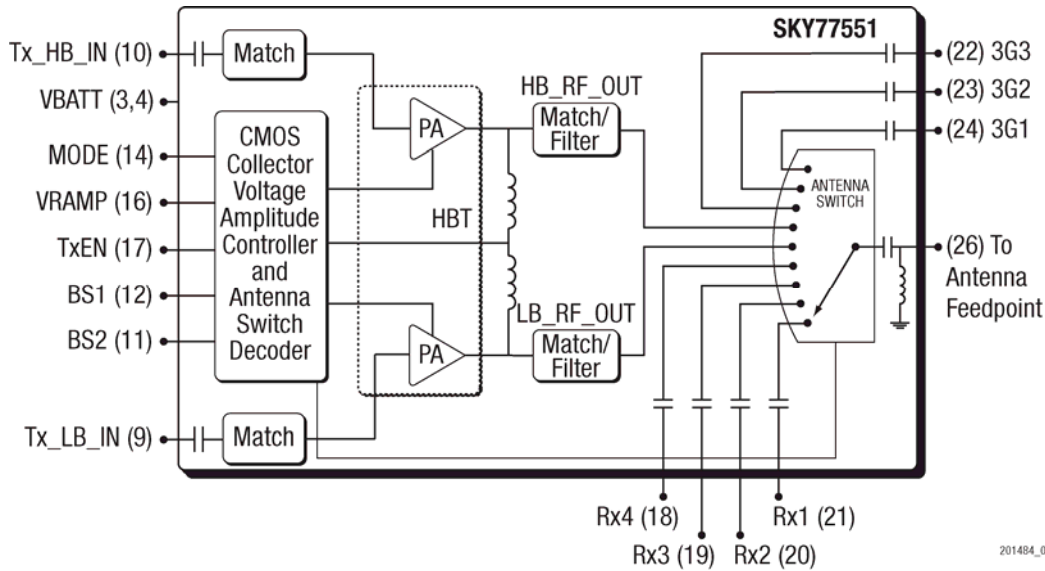 SKY77551
Tx_HB_IN (10)
Match
VBATT (3,4)
MODE (14)
VRAMP (16)
TxEN (17)
BS1 (12)
BS2 (11)
Tx_LB_IN (9)
Match
CMOS
Collector
Voltage
Amplitude
Controller
and
Antenna
Switch
Decoder
PA
HBT
PA
HB_RF_OUT
Match/
Filter
LB_RF_OUT
Match/
Filter
(22) 3G3
(23) 3G2
(24) 3G1
ANTENNA
SWITCH
(26) To
Antenna
Feedpoint
Rx4 (18)
Rx1 (21)
Rx3 (19)
Rx2 (20)
201484_0